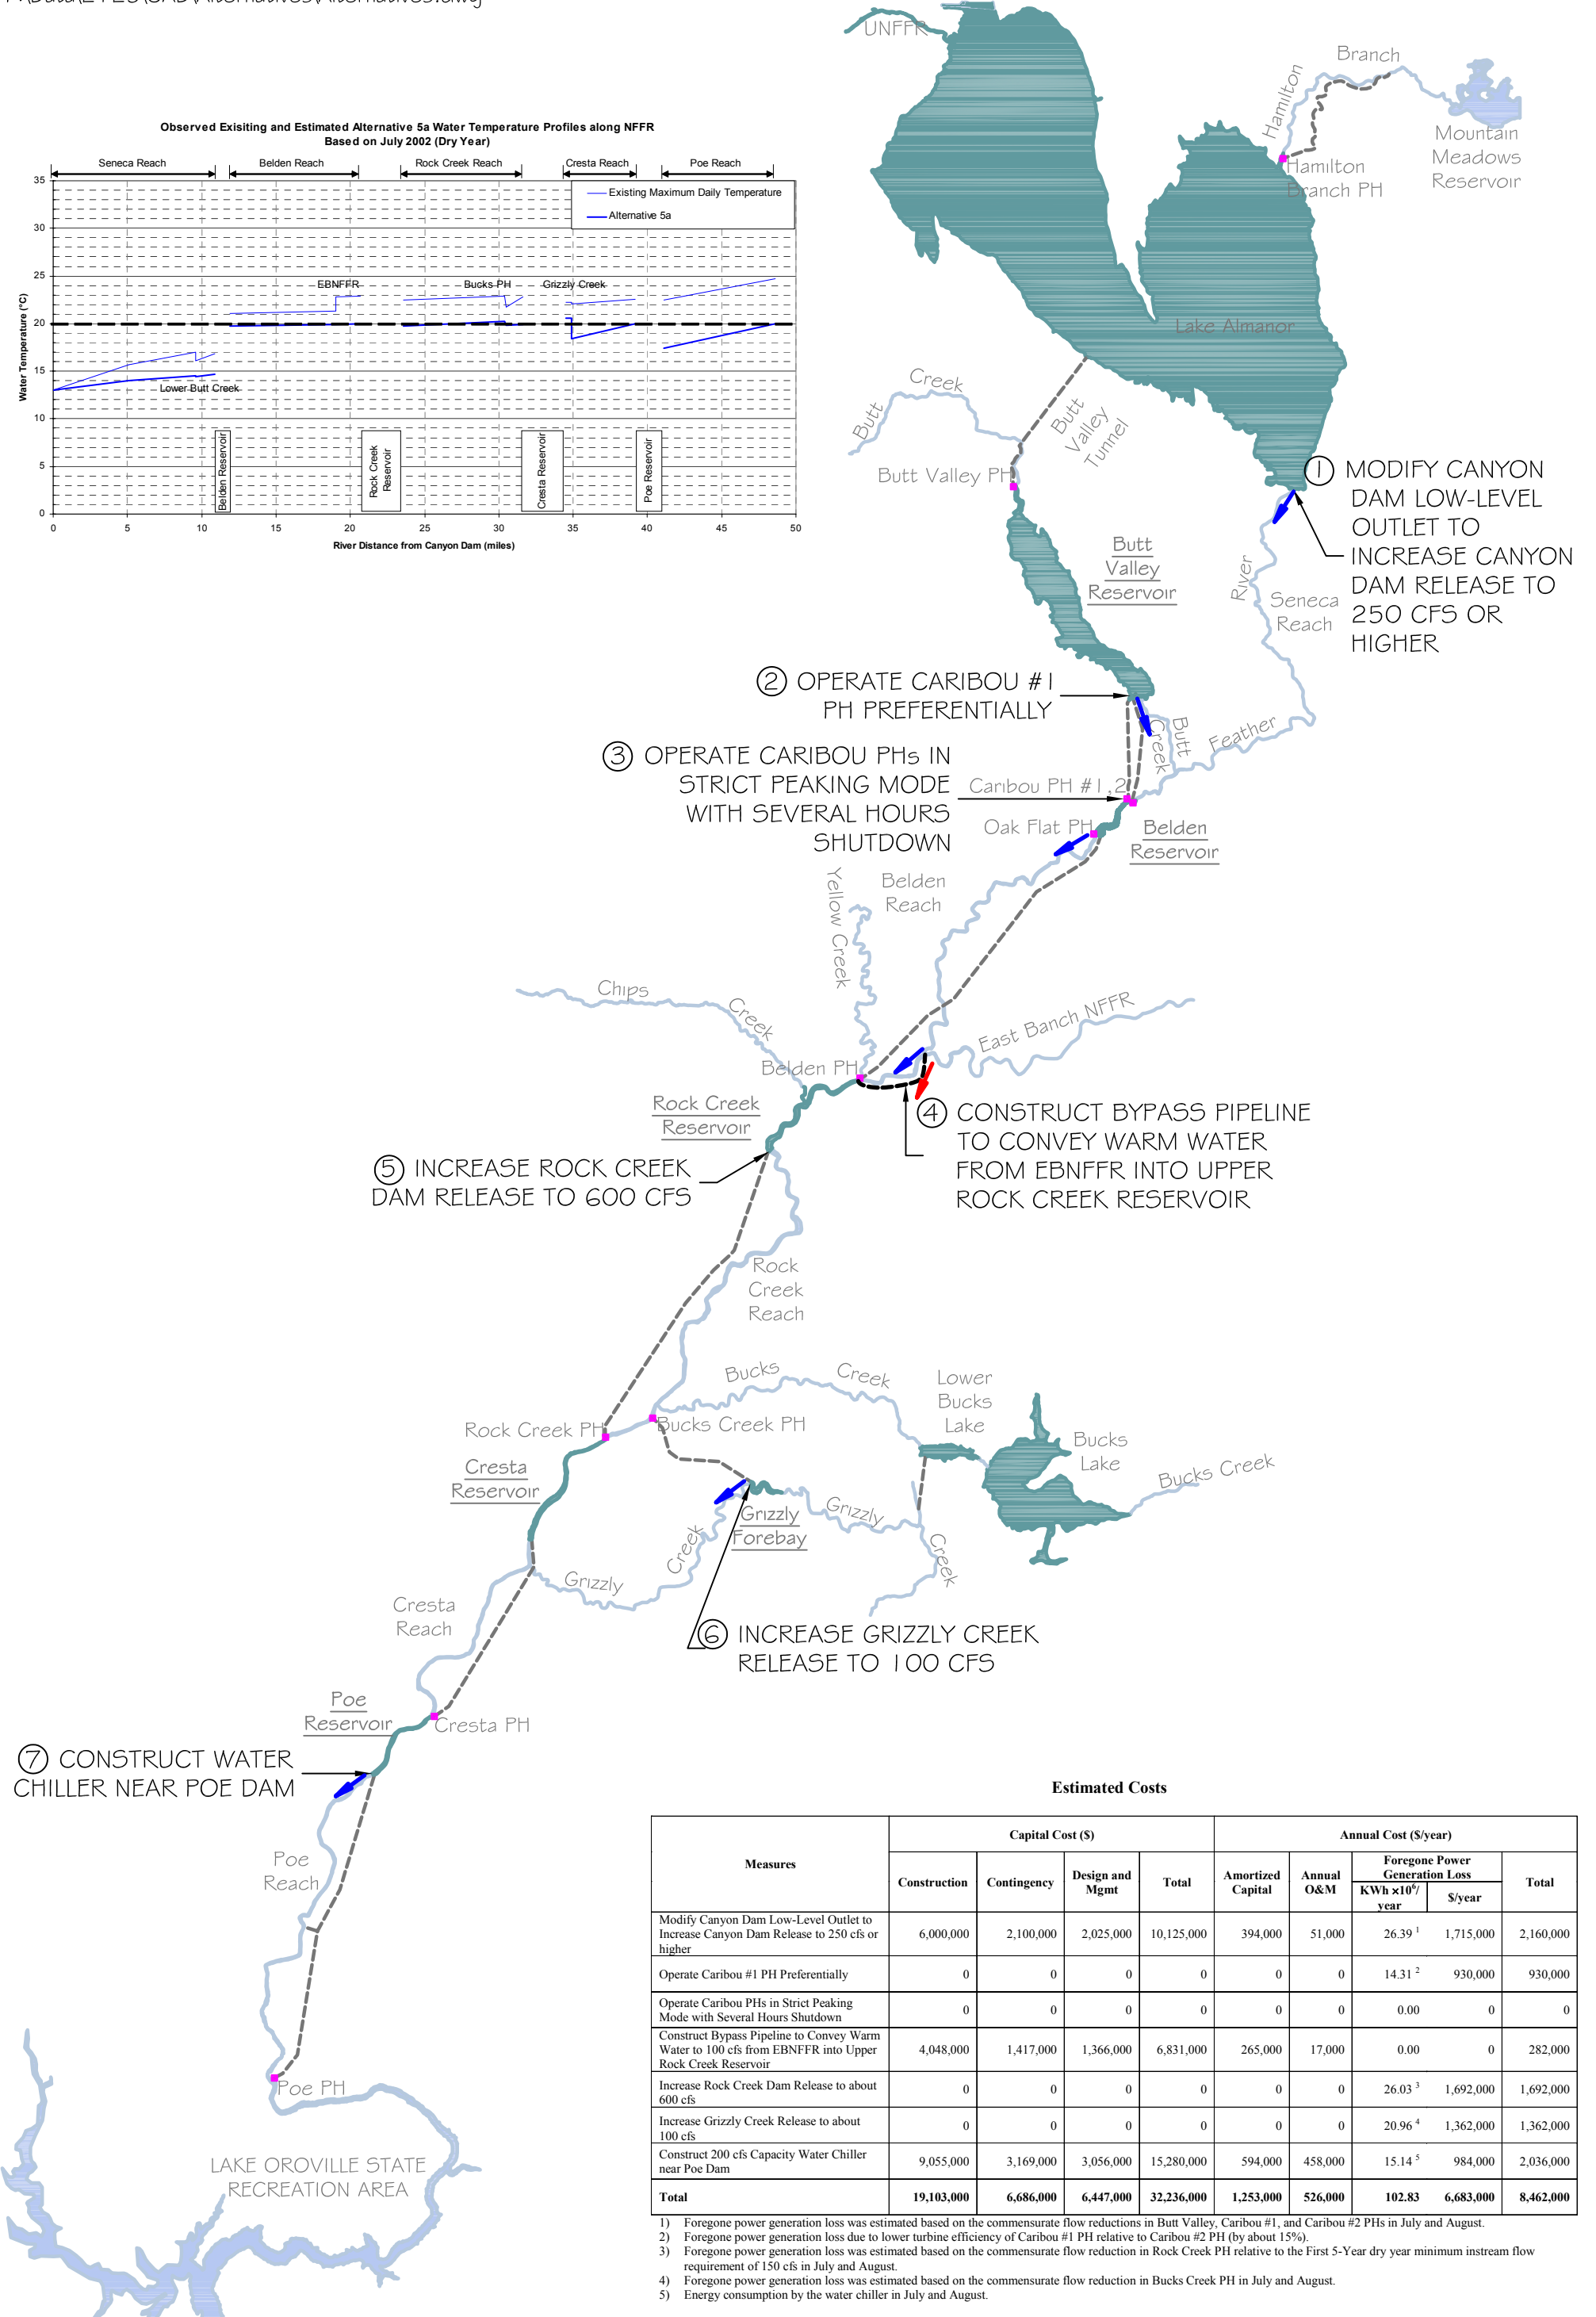 Observed Exisiting and Estimated Alternative 5a Water Temperature Profiles along NFFR
Based on July 2002 (Dry Year)
Seneca Reach Belden Reach Rock Creek Reach Cresta Reach Poe Reach
Water Temperature (°C)
35
30
25
20
15
10
5
0
Existing Maximum Daily Temperature
Alternative 5a
EBNFFR
Bucks PH
Grizzly Creek
Lower Butt Creek
Belden Reservoir
Rock Creek
Reservoir
Cresta Reservoir
Poe Reservoir
0 5 10 15 20 25 30 35 40 45 50
River Distance from Canyon Dam (miles)
UNFFR
Hamilton
Branch
Mountain
Meadows
Reservoir
Hamilton
Branch PH
Lake Almanor
Butt
Creek
Butt
Valley
Tunnel
Butt Valley PH
Butt
Valley
Reservoir
River
Seneca
Reach
1 MODIFY CANYON
DAM LOW-LEVEL
OUTLET TO
INCREASE CANYON
DAM RELEASE TO
250 CFS OR
HIGHER
2 OPERATE CARIBOU #1
PH PREFERENTIALLY
Butt
Creek
Feather
3 OPERATE CARIBOU PHs IN
STRICT PEAKING MODE
WITH SEVERAL HOURS
SHUTDOWN
Caribou PH #1,2
Oak Flat PH
Belden
Reservoir
Belden
Reach
Yellow Creek
Chips
Creek
East Banch NFFR
Belden PH
Rock Creek
Reservoir
4 CONSTRUCT BYPASS PIPELINE
TO CONVEY WARM WATER
FROM EBNFFR INTO UPPER
ROCK CREEK RESERVOIR
5 INCREASE ROCK CREEK
DAM RELEASE TO 600 CFS
Rock
Creek
Reach
Bucks
Creek
Lower
Bucks
Lake
Rock Creek PH
Bucks Creek PH
Bucks
Lake
Bucks Creek
Cresta
Reservoir
Grizzly
Forebay
Grizzly
Creek
Grizzly
Creek
Cresta
Reach
6 INCREASE GRIZZLY CREEK
RELEASE TO 100 CFS
Poe
Reservoir
Cresta PH
7 CONSTRUCT WATER
CHILLER NEAR POE DAM
Poe
Reach
Poe PH
LAKE OROVILLE STATE
RECREATION AREA
Estimated Costs
Measures Capital Cost ($) Annual Cost ($/year)
Construction Contingency Design and Mgmt Total Amortized Capital Annual O&M Foregone Power Generation Loss Total
KWh ×10⁶/ year $/year
Modify Canyon Dam Low-Level Outlet to
Increase Canyon Dam Release to 250 cfs or
higher
6,000,000 2,100,000 2,025,000 10,125,000 394,000 51,000 26.39 ¹ 1,715,000 2,160,000
Operate Caribou #1 PH Preferentially 0 0 0 0 0 0 14.31 ² 930,000 930,000
Operate Caribou PHs in Strict Peaking
Mode with Several Hours Shutdown
0 0 0 0 0 0 0.00 0 0
Construct Bypass Pipeline to Convey Warm
Water to 100 cfs from EBNFFR into Upper
Rock Creek Reservoir
4,048,000 1,417,000 1,366,000 6,831,000 265,000 17,000 0.00 0 282,000
Increase Rock Creek Dam Release to about
600 cfs
0 0 0 0 0 0 26.03 ³ 1,692,000 1,692,000
Increase Grizzly Creek Release to about
100 cfs
0 0 0 0 0 0 20.96 ⁴ 1,362,000 1,362,000
Construct 200 cfs Capacity Water Chiller
near Poe Dam
9,055,000 3,169,000 3,056,000 15,280,000 594,000 458,000 15.14 ⁵ 984,000 2,036,000
Total 19,103,000 6,686,000 6,447,000 32,236,000 1,253,000 526,000 102.83 6,683,000 8,462,000
1) Foregone power generation loss was estimated based on the commensurate flow reductions in Butt Valley, Caribou #1, and Caribou #2 PHs in July and August.
2) Foregone power generation loss due to lower turbine efficiency of Caribou #1 PH relative to Caribou #2 PH (by about 15%).
3) Foregone power generation loss was estimated based on the commensurate flow reduction in Rock Creek PH relative to the First 5-Year dry year minimum instream flow
requirement of 150 cfs in July and August.
4) Foregone power generation loss was estimated based on the commensurate flow reduction in Bucks Creek PH in July and August.
5) Energy consumption by the water chiller in July and August.